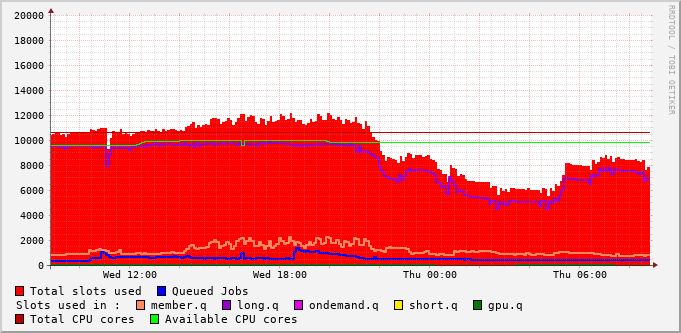 RRDTOOL / TOBI OETIKER
20000
18000
16000
14000
12000
10000
8000
6000
4000
2000
0
Wed 12:00 Wed 18:00 Thu 00:00 Thu 06:00
Total slots used Queued Jobs
Slots used in : member.q long.q ondemand.q short.q gpu.q
Total CPU cores Available CPU cores